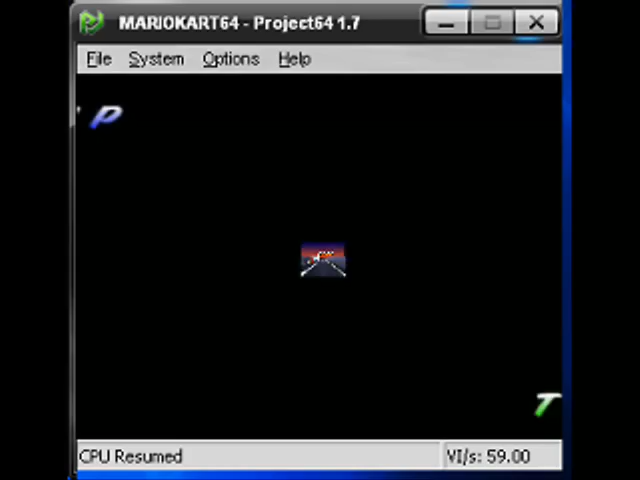 MARIOKART64 - Project64 1.7
File System Options Help
P
T
CPU Resumed VI/s: 59.00